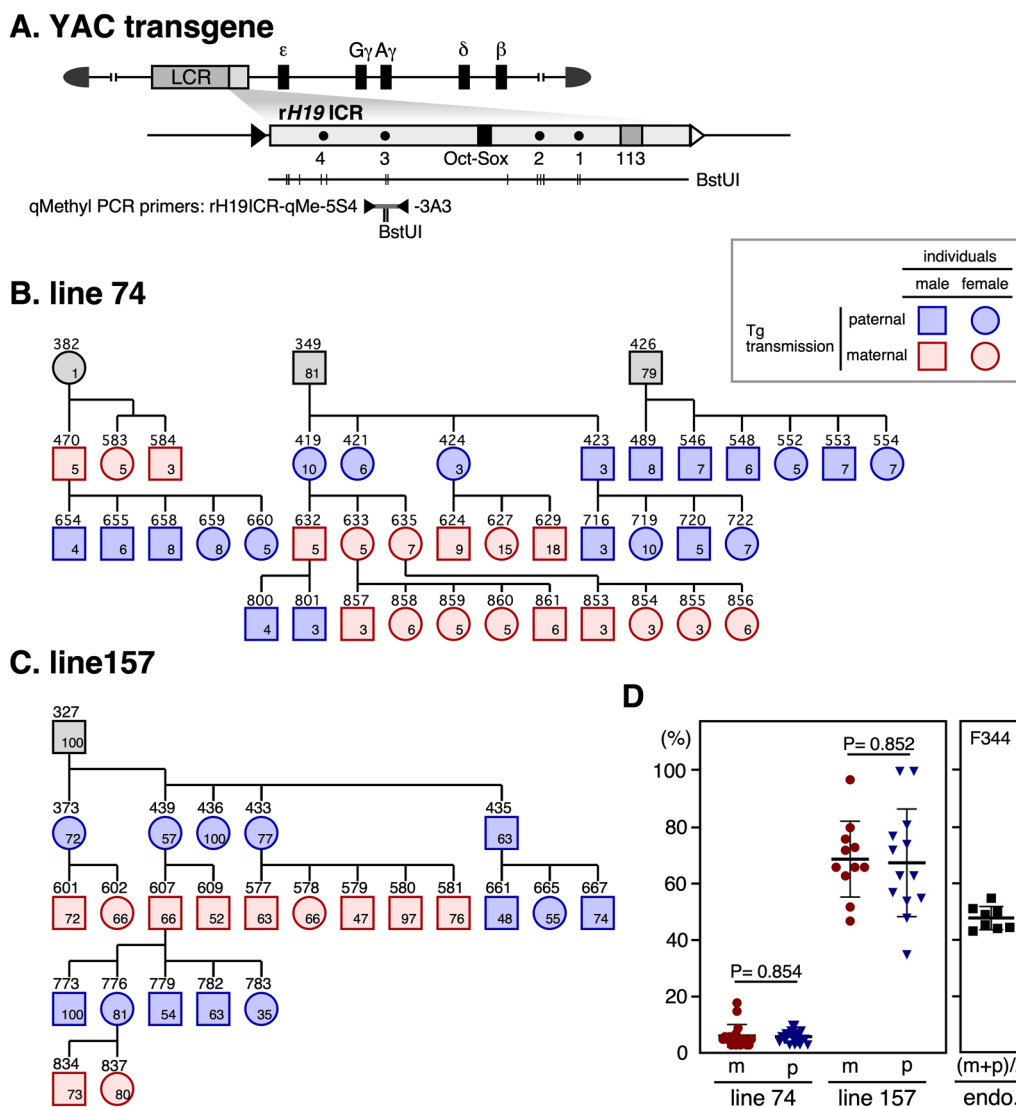 A. YAC transgene
ε Gγ Aγ δ β
LCR
rH19 ICR
4 3 Oct-Sox 2 1 113
BstUI
qMethyl PCR primers: rH19ICR-qMe-5S4 -3A3
BstUI
individuals
male female
Tg transmission
paternal
maternal
B. line 74
382 349 426
1 81 79
470 583 584 419 421 424 423 489 546 548 552 553 554
5 5 3 10 6 3 3 8 7 6 5 7 7
654 655 658 659 660 632 633 635 624 627 629 716 719 720 722
4 6 8 8 5 5 5 7 9 15 18 3 10 5 7
800 801 857 858 859 860 861 853 854 855 856
4 3 3 6 5 5 6 3 3 3 6
C. line157
327
100
373 439 436 433 435
72 57 100 77 63
601 602 607 609 577 578 579 580 581 661 665 667
72 66 66 52 63 66 47 97 76 48 55 74
773 776 779 782 783
100 81 54 63 35
834 837
73 80
D
(%)
100
80
60
40
20
0
P= 0.852
P= 0.854
F344
m p m p (m+p)/
line 74 line 157 endo.